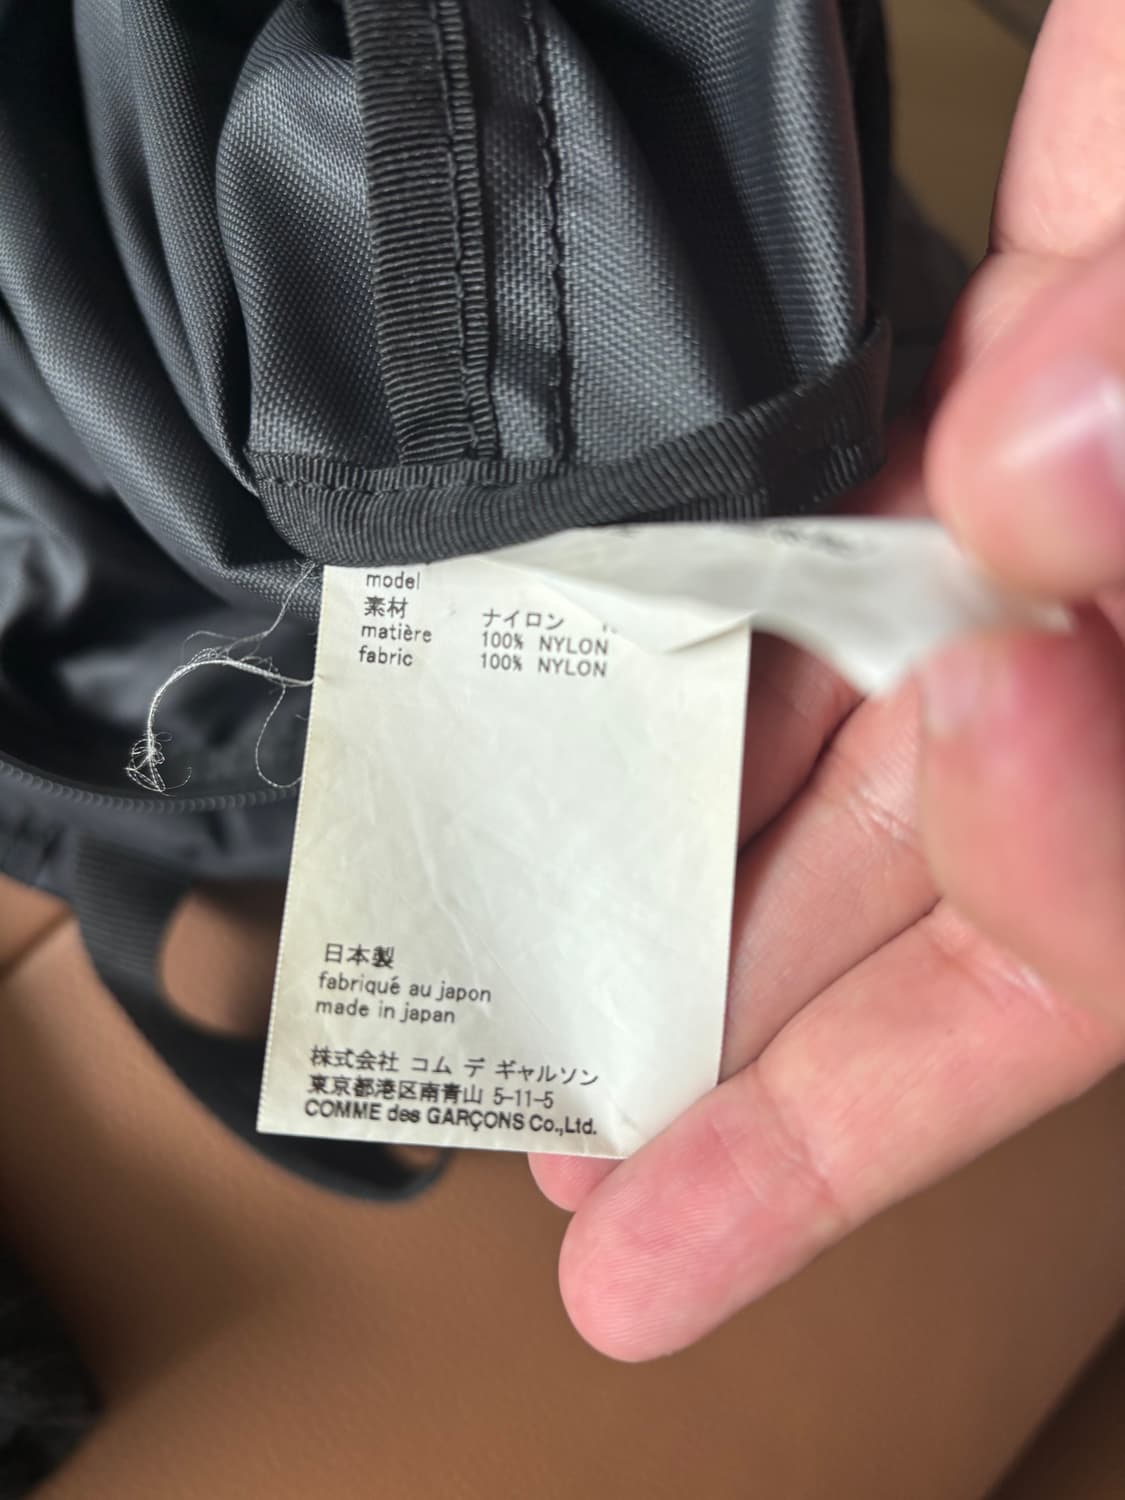 model
素材 ナイロン
matière 100% NYLON
fabric 100% NYLON
日本製
fabriqué au japon
made in japan
株式会社 コム デ ギャルソン
東京都港区南青山 5-11-5
COMME des GARÇONS Co.,Ltd.